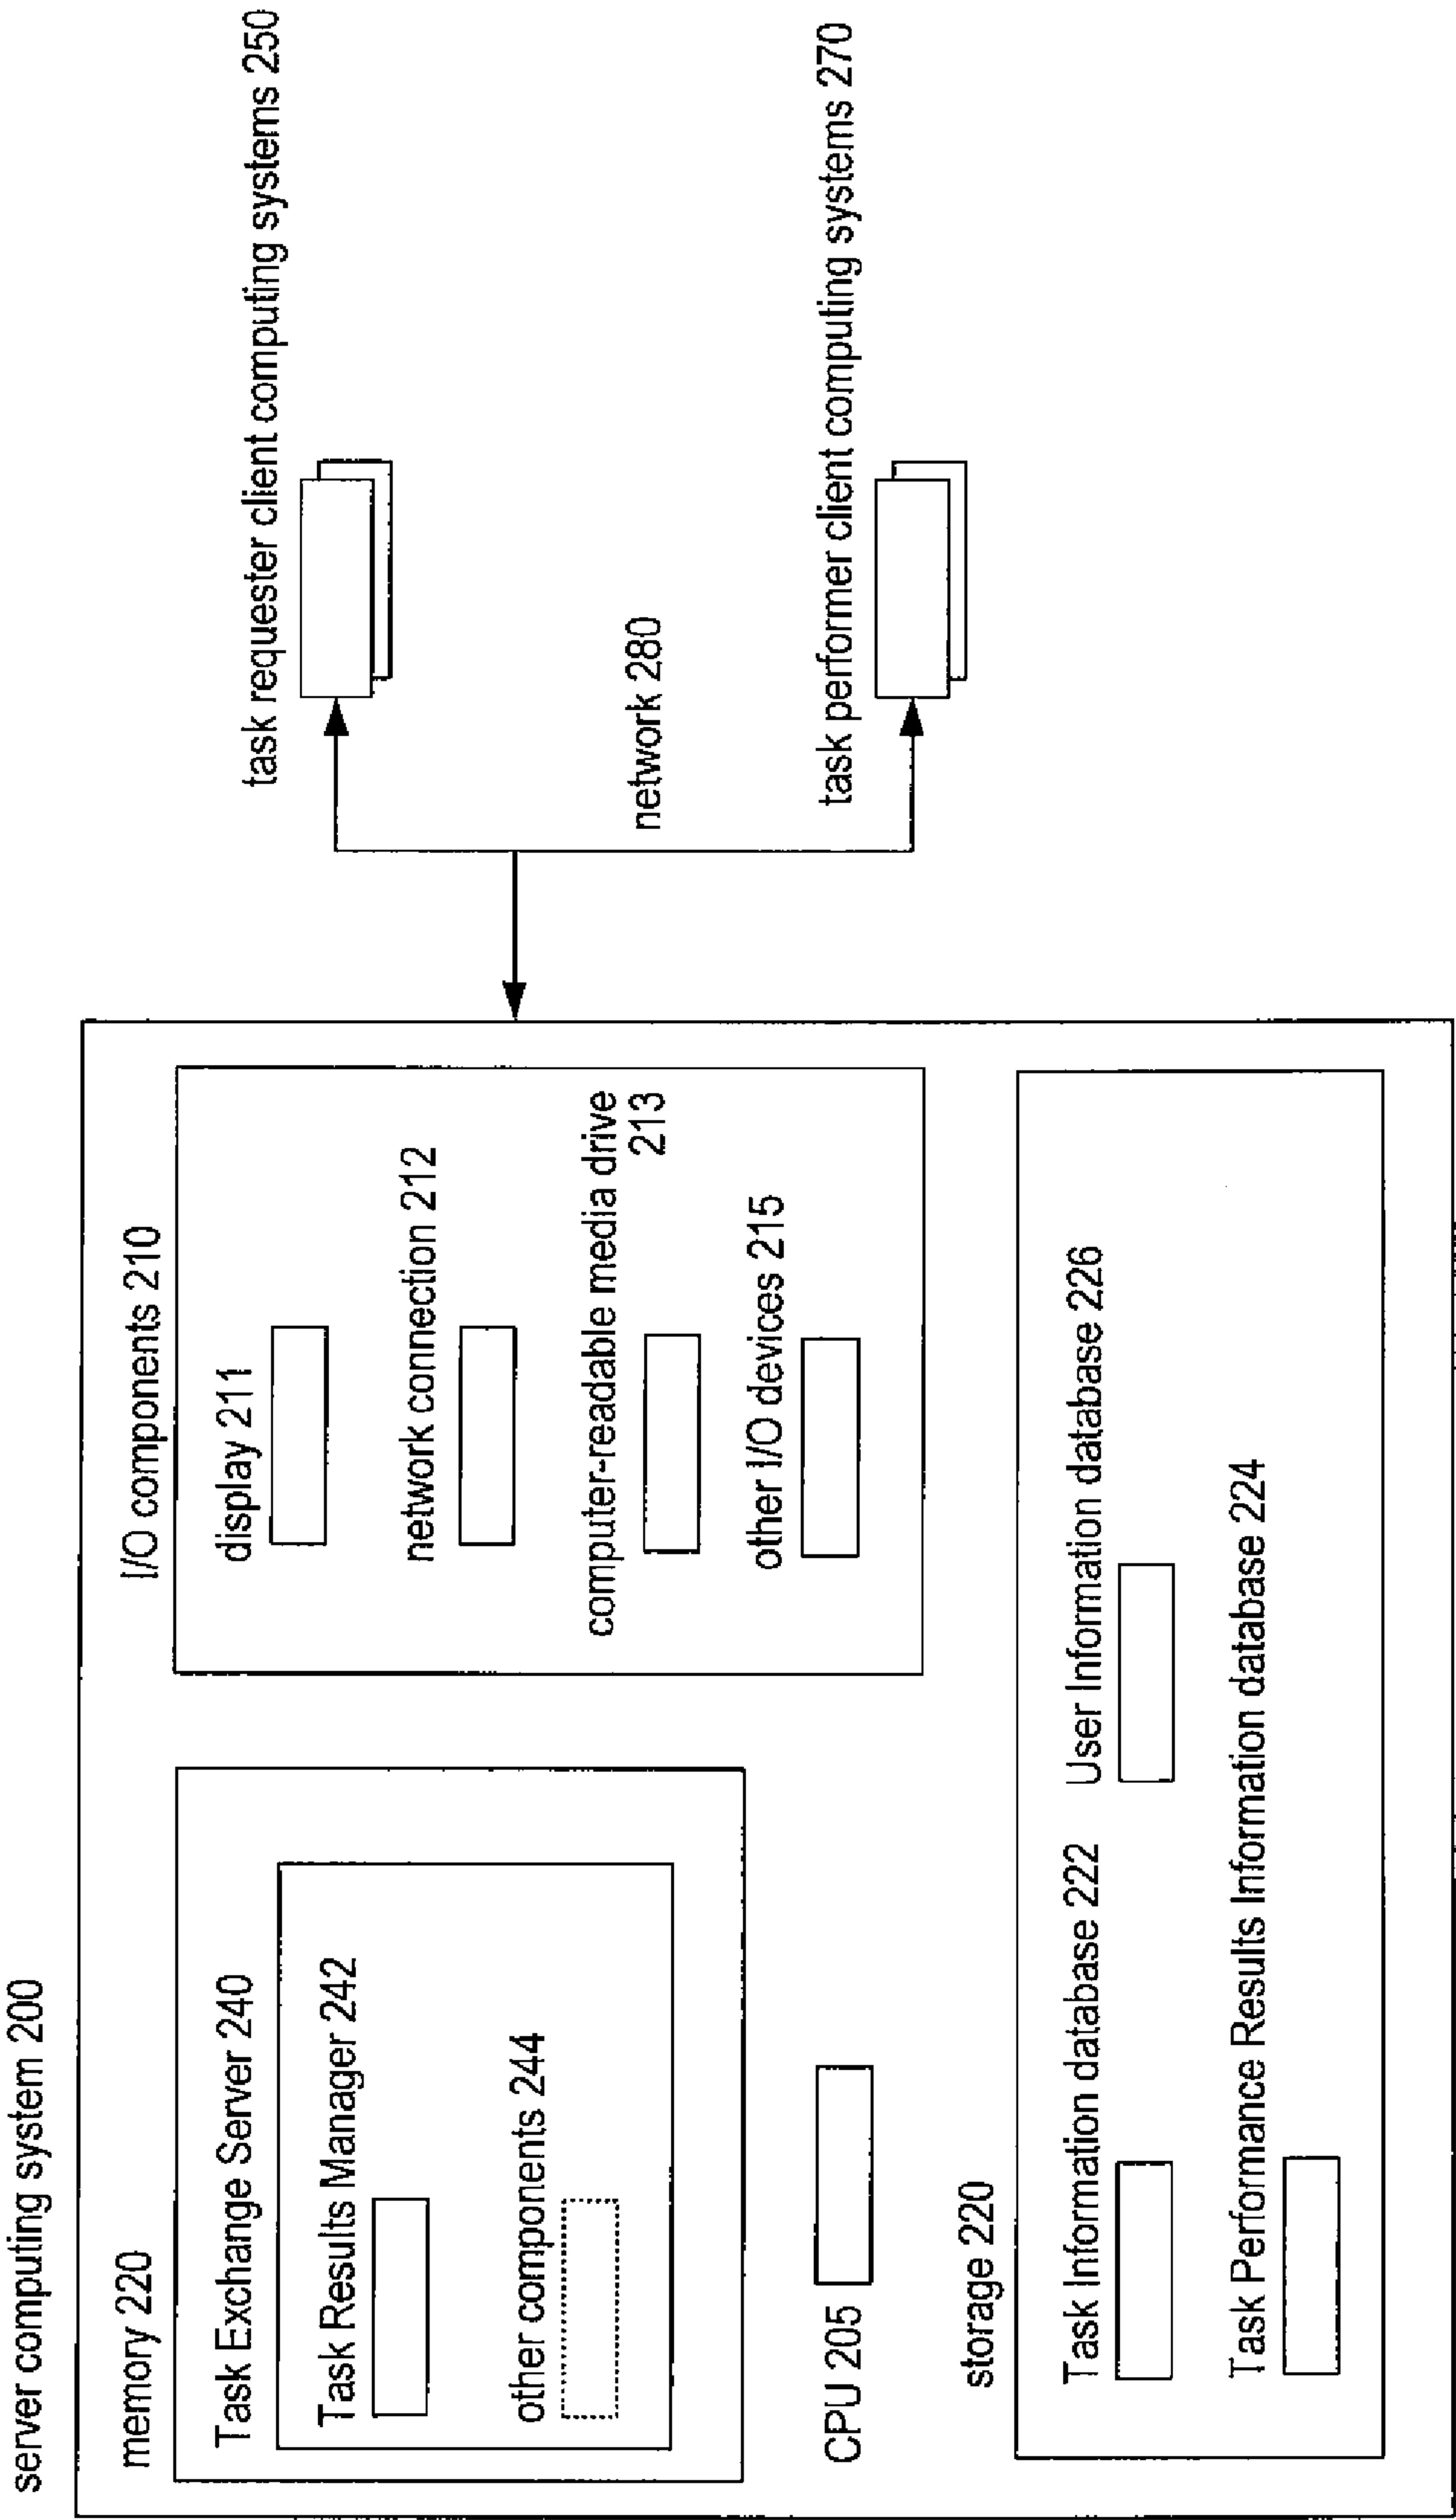 server computing system 200
memory 220
Task Exchange Server 240
Task Results Manager 242
other components 244
CPU 205
I/O components 210
display 211
network connection 212
computer-readable media drive
213
other I/O devices 215
storage 220
Task Information database 222
User Information database 226
Task Performance Results Information database 224
task requester client computing systems 250
network 280
task performer client computing systems 270